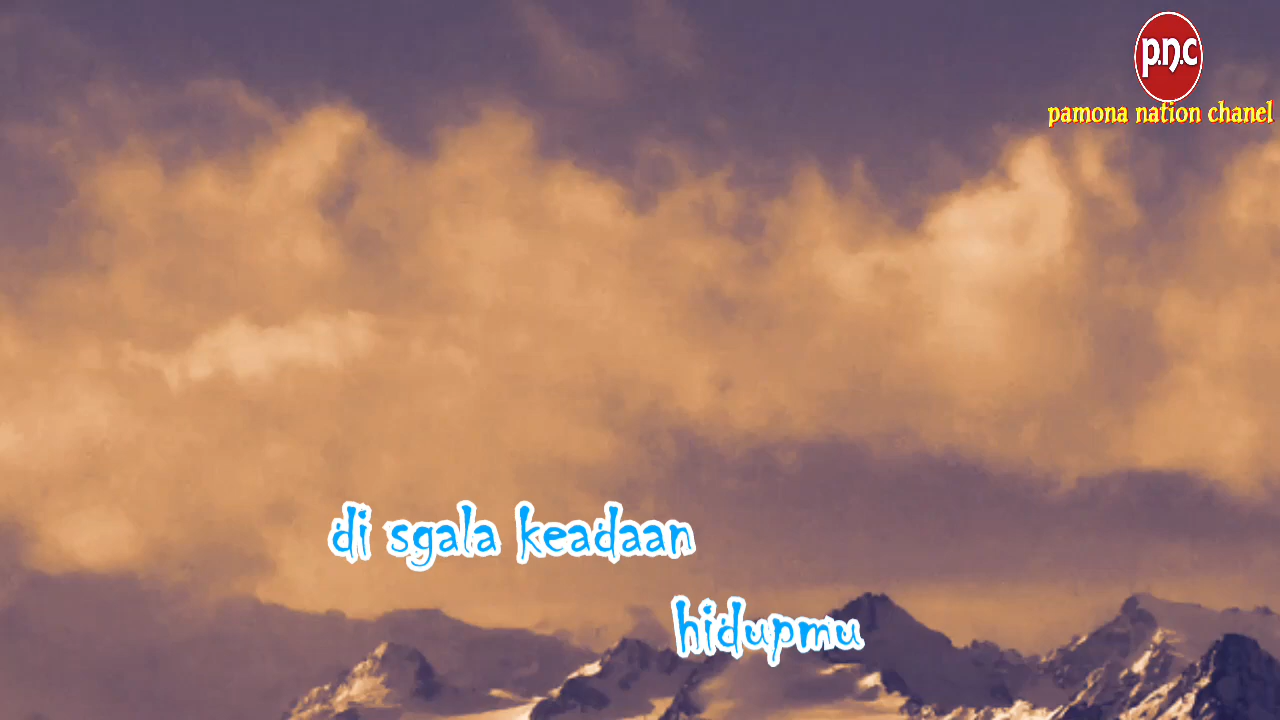 p.n.c
pamona nation chanel
di sgala keadaan
hidupmu